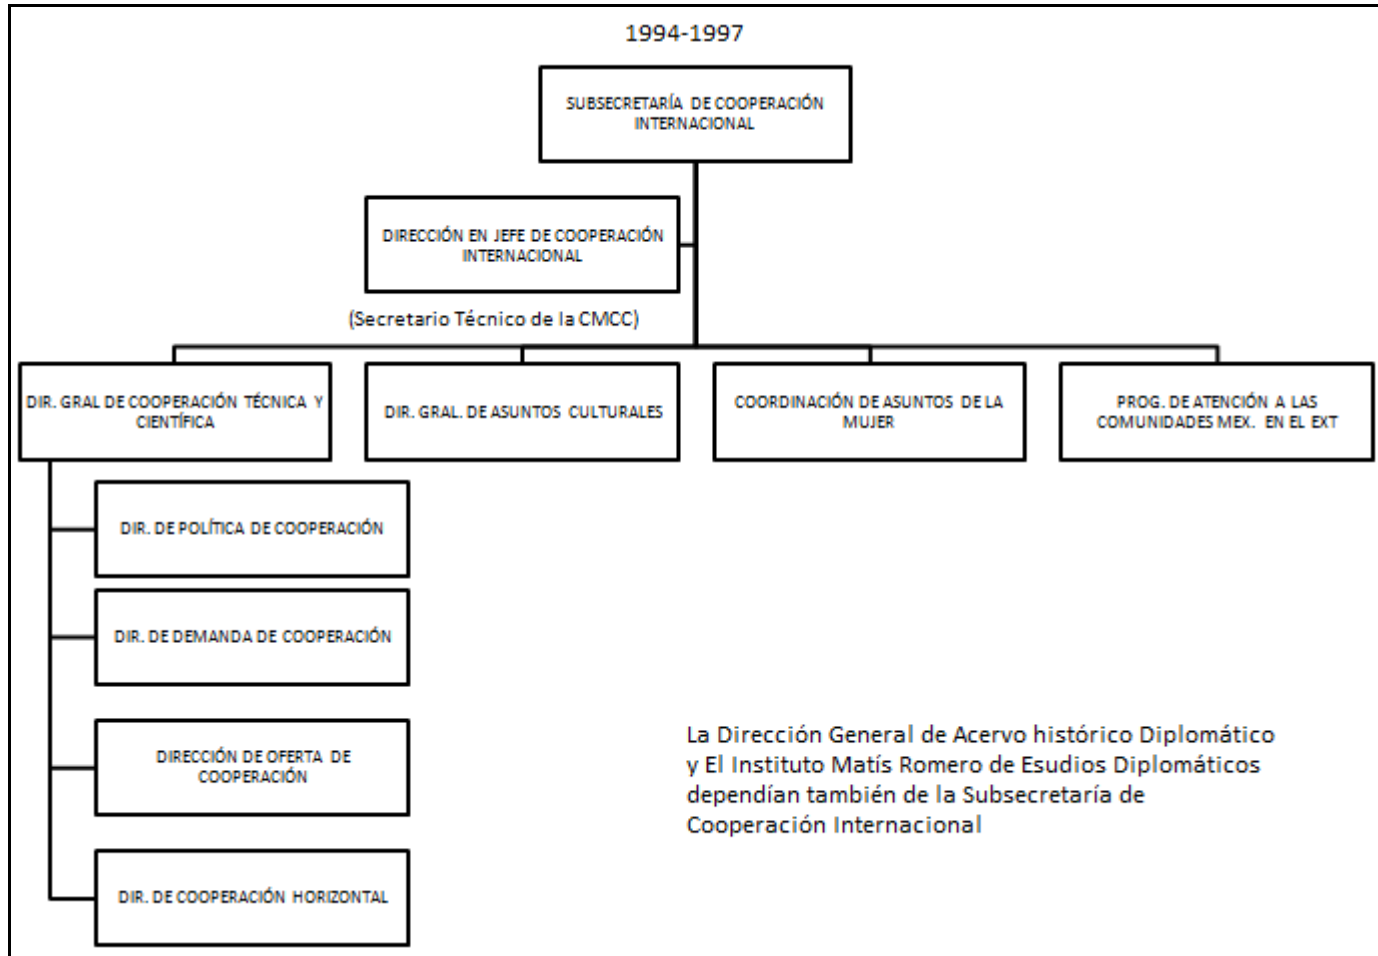 1994-1997
SUBSECRETARÍA DE COOPERACIÓN
INTERNACIONAL
DIRECCIÓN EN JEFE DE COOPERACIÓN
INTERNACIONAL
(Secretario Técnico de la CMCC)
DIR. GRAL DE COOPERACIÓN TÉCNICA Y
CIENTÍFICA
DIR. GRAL. DE ASUNTOS CULTURALES
COORDINACIÓN DE ASUNTOS DE LA
MUJER
PROG. DE ATENCIÓN A LAS
COMUNIDADES MEX. EN EL EXT
DIR. DE POLÍTICA DE COOPERACIÓN
DIR. DE DEMANDA DE COOPERACIÓN
DIRECCIÓN DE OFERTA DE
COOPERACIÓN
DIR. DE COOPERACIÓN HORIZONTAL
La Dirección General de Acervo histórico Diplomático
y El Instituto Matís Romero de Esudios Diplomáticos
dependían también de la Subsecretaría de
Cooperación Internacional